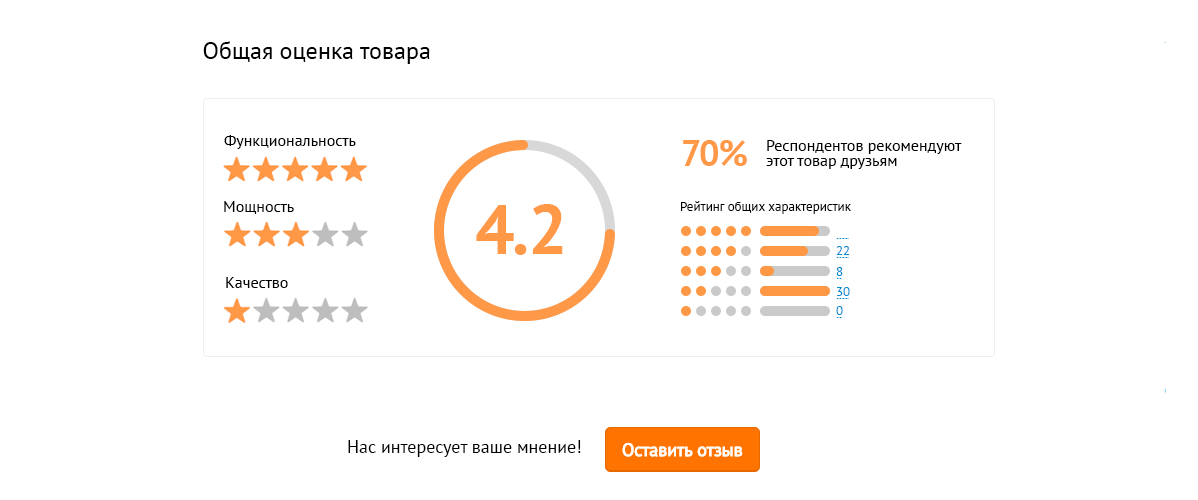 Общая оценка товара
Функциональность
Мощность
Качество
4.2
70%
Респондентов рекомендуют
этот товар друзьям
Рейтинг общих характеристик
22
8
30
0
Нас интересует ваше мнение!
Оставить отзыв